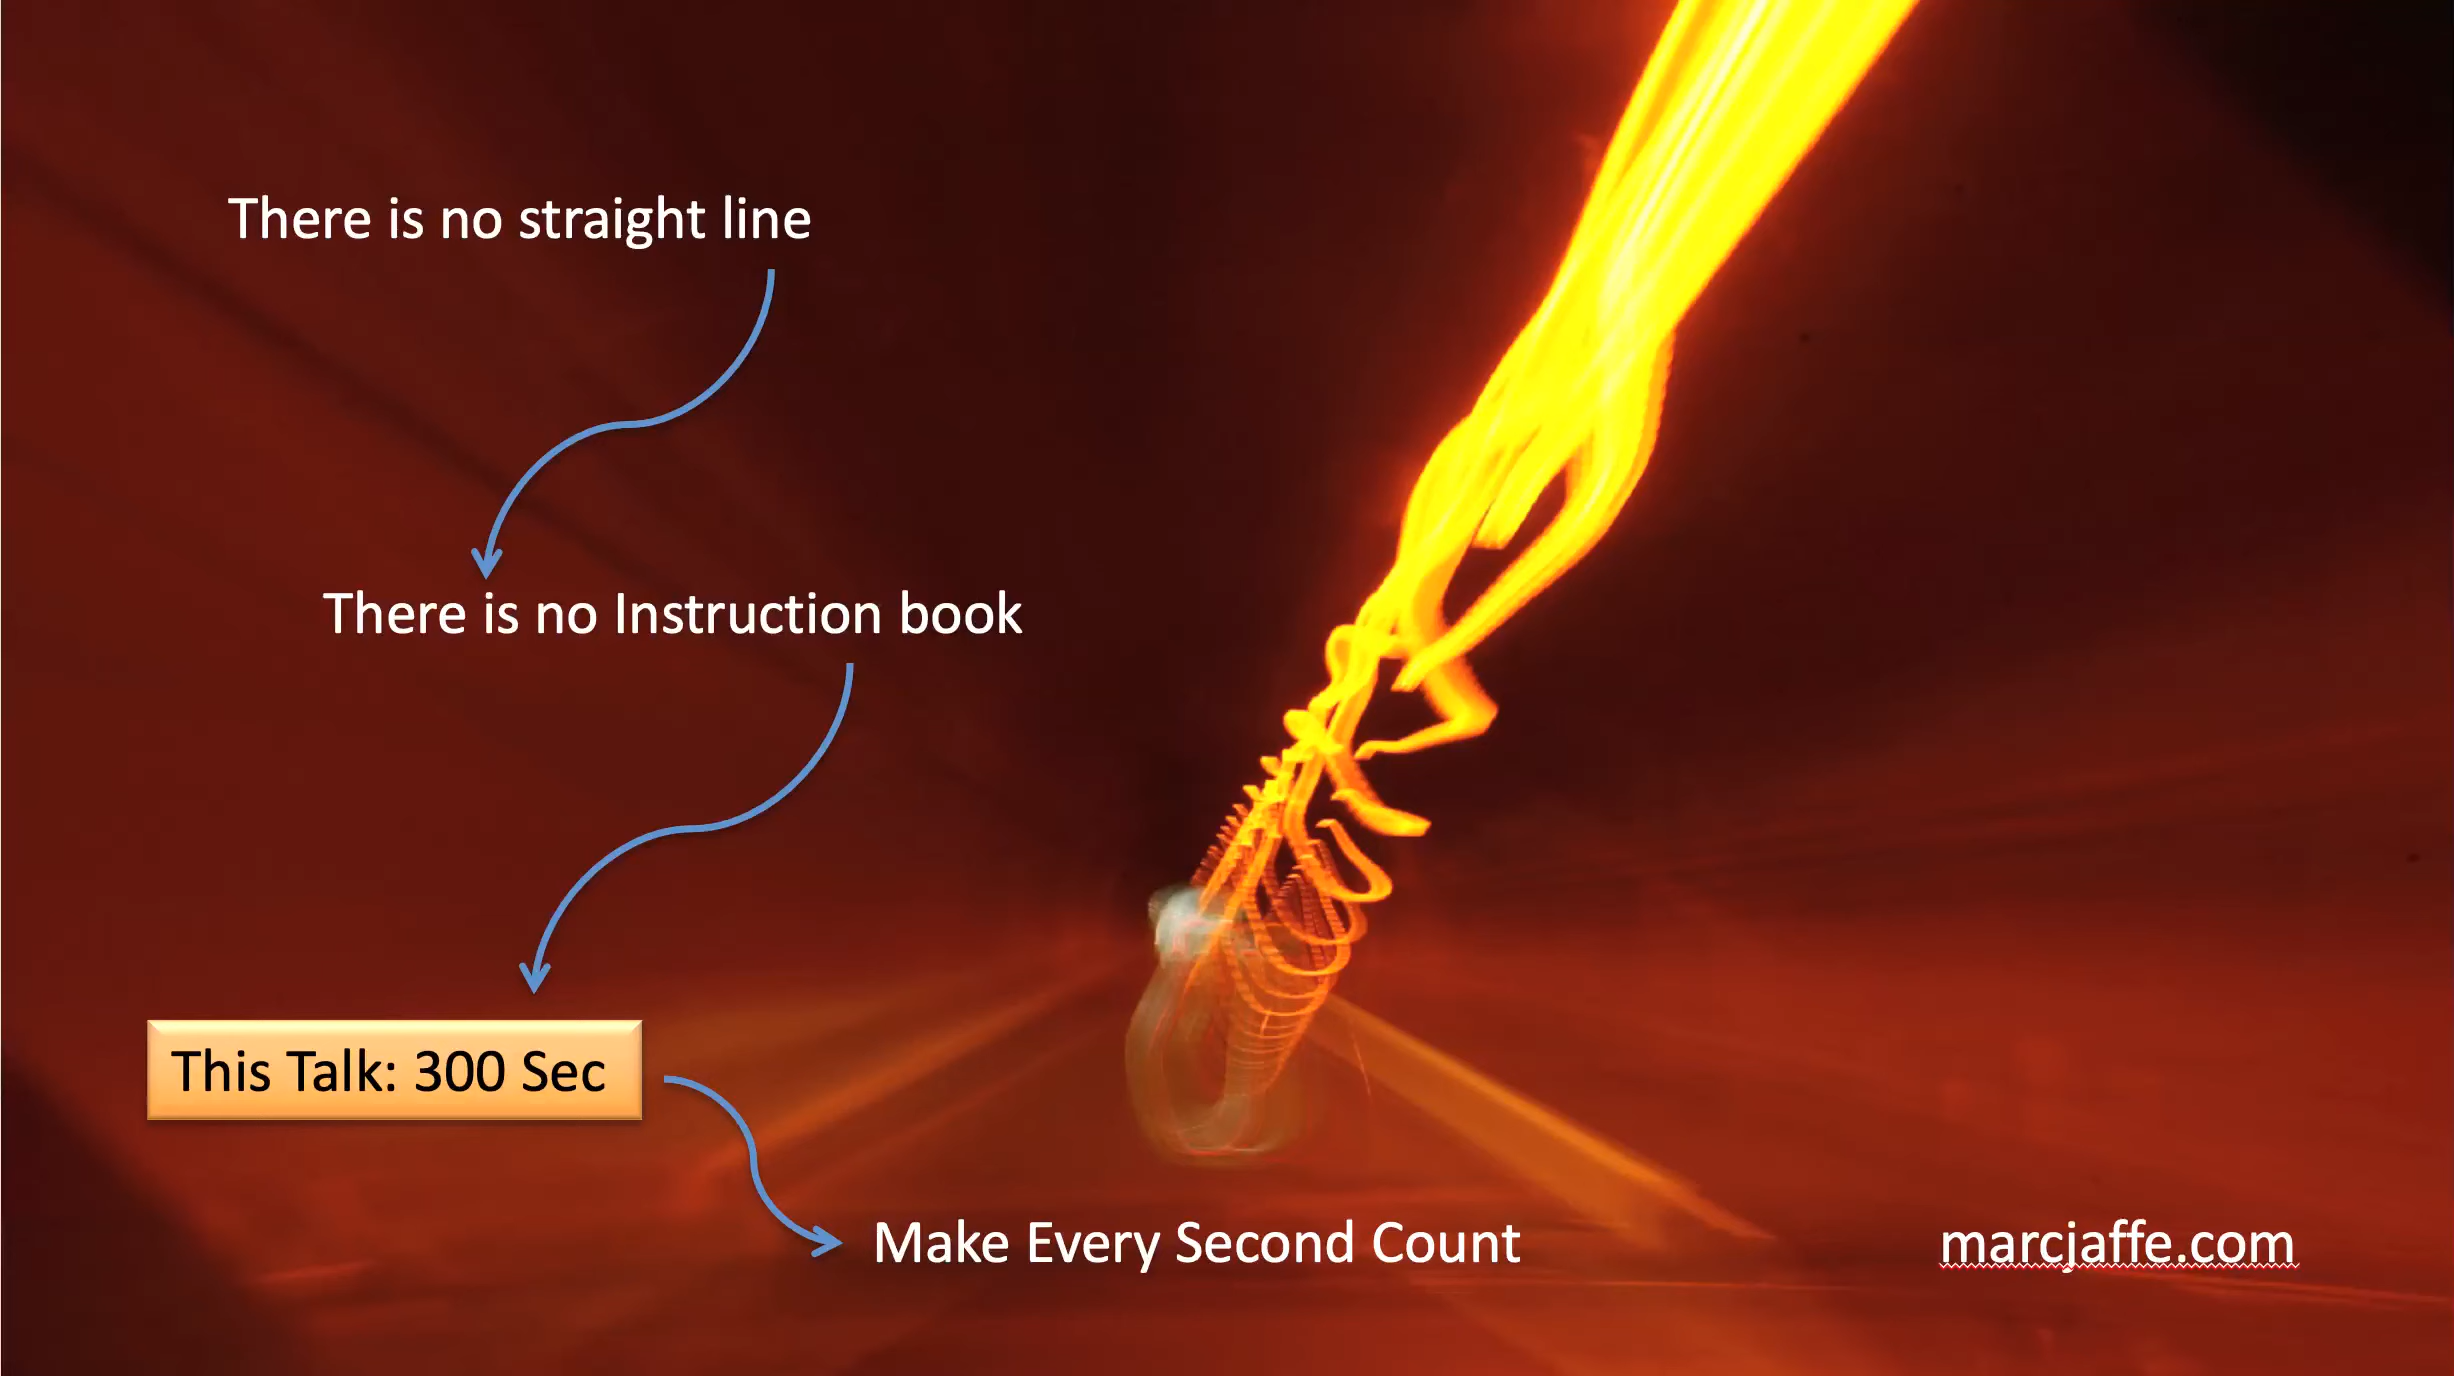 There is no straight line
There is no Instruction book
This Talk: 300 Sec
Make Every Second Count
marcjaffe.com